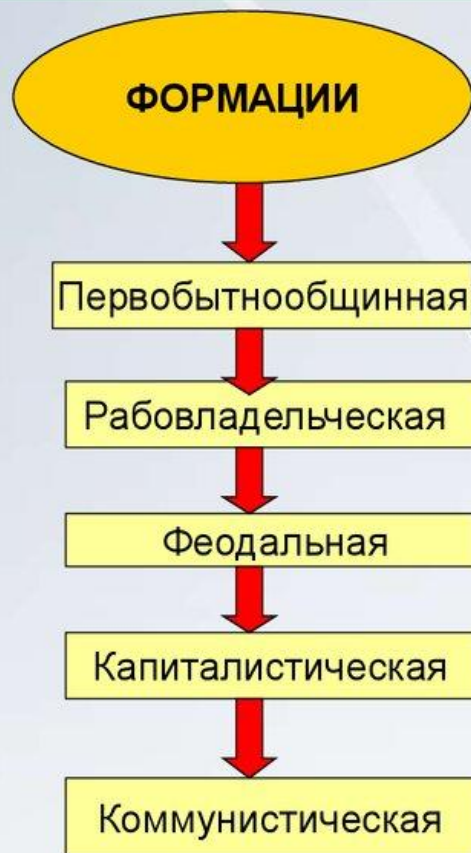 ФОРМАЦИИ
Первобытнообщинная
Рабовладельческая
Феодальная
Капиталистическая
Коммунистическая